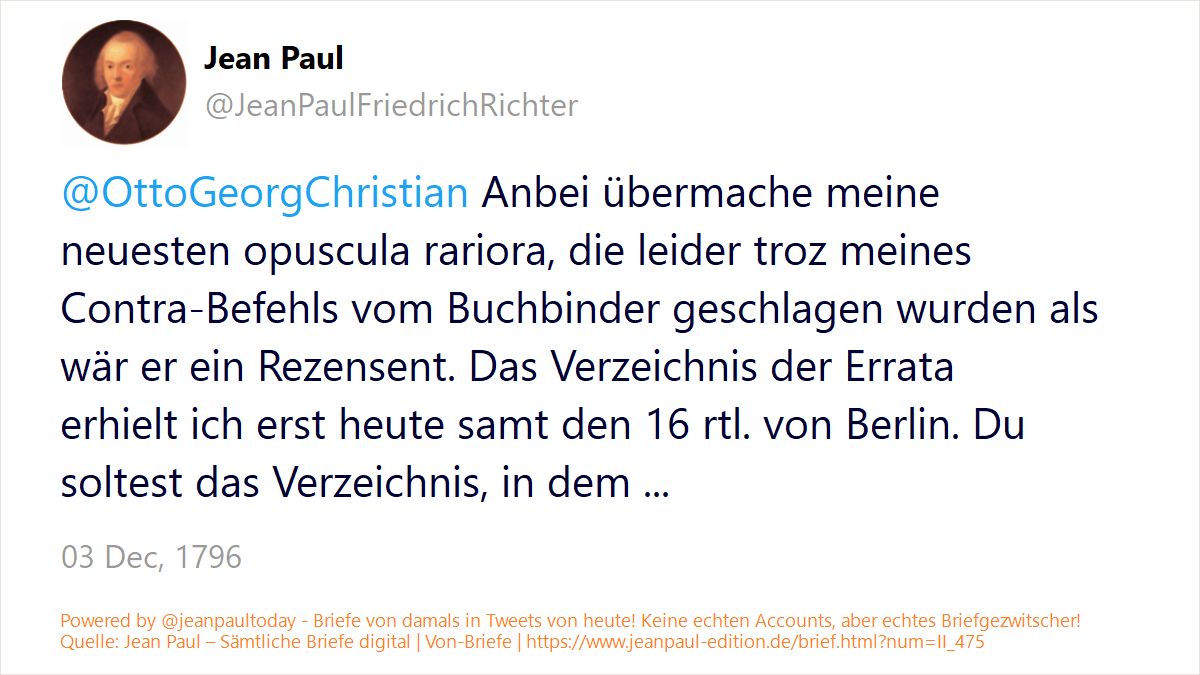 Jean Paul
@JeanPaulFriedrichRichter
@OttoGeorgChristian Anbei übermache meine
neuesten opuscula rariora, die leider troz meines
Contra-Befehls vom Buchbinder geschlagen wurden als
wär er ein Rezensent. Das Verzeichnis der Errata
erhielt ich erst heute samt den 16 rtl. von Berlin. Du
soltest das Verzeichnis, in dem ...
03 Dec, 1796
Powered by @jeanpaultoday - Briefe von damals in Tweets von heute! Keine echten Accounts, aber echtes Briefgezwitscher!
Quelle: Jean Paul – Sämtliche Briefe digital | Von-Briefe | https://www.jeanpaul-edition.de/brief.html?num=II_475